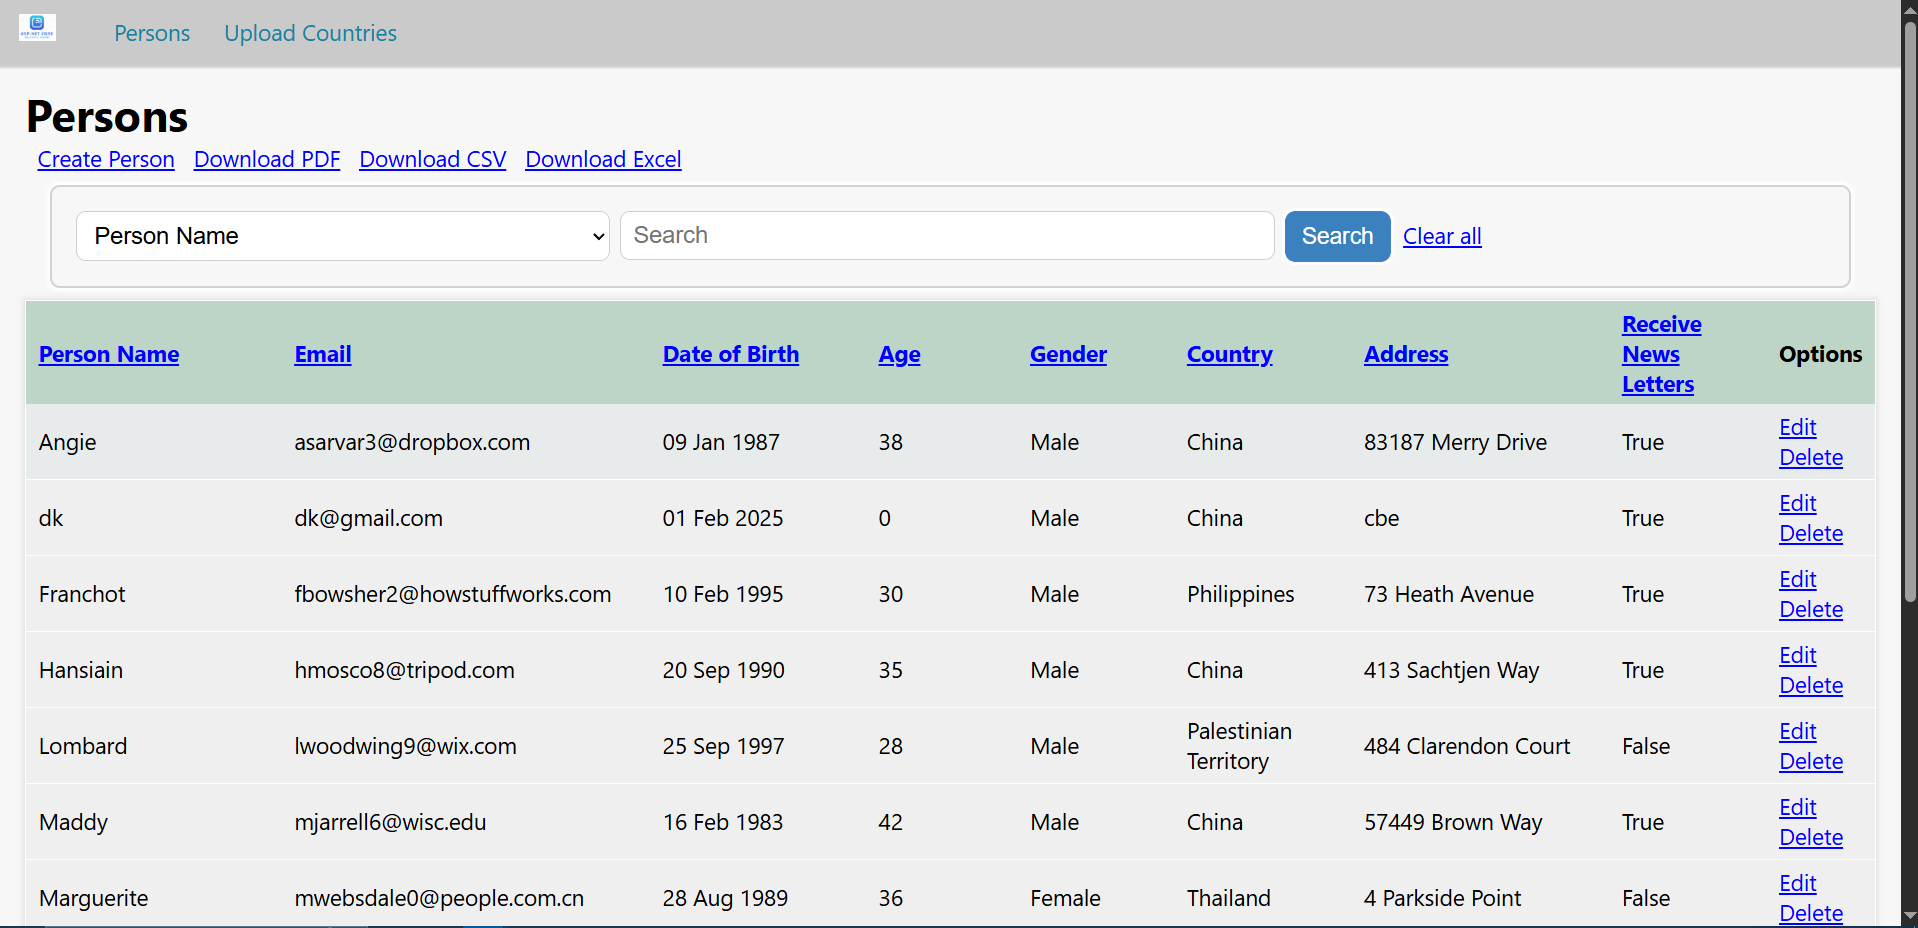 ASP.NET CORE
Persons Upload Countries
Persons
Create Person Download PDF Download CSV Download Excel
Person Name Search Search Clear all
Person Name Email Date of Birth Age Gender Country Address Receive News Letters Options
Angie asarvar3@dropbox.com 09 Jan 1987 38 Male China 83187 Merry Drive True Edit Delete
dk dk@gmail.com 01 Feb 2025 0 Male China cbe True Edit Delete
Franchot fbowsher2@howstuffworks.com 10 Feb 1995 30 Male Philippines 73 Heath Avenue True Edit Delete
Hansiain hmosco8@tripod.com 20 Sep 1990 35 Male China 413 Sachtjen Way True Edit Delete
Lombard lwoodwing9@wix.com 25 Sep 1997 28 Male Palestinian Territory 484 Clarendon Court False Edit Delete
Maddy mjarrell6@wisc.edu 16 Feb 1983 42 Male China 57449 Brown Way True Edit Delete
Marguerite mwebsdale0@people.com.cn 28 Aug 1989 36 Female Thailand 4 Parkside Point False Edit Delete